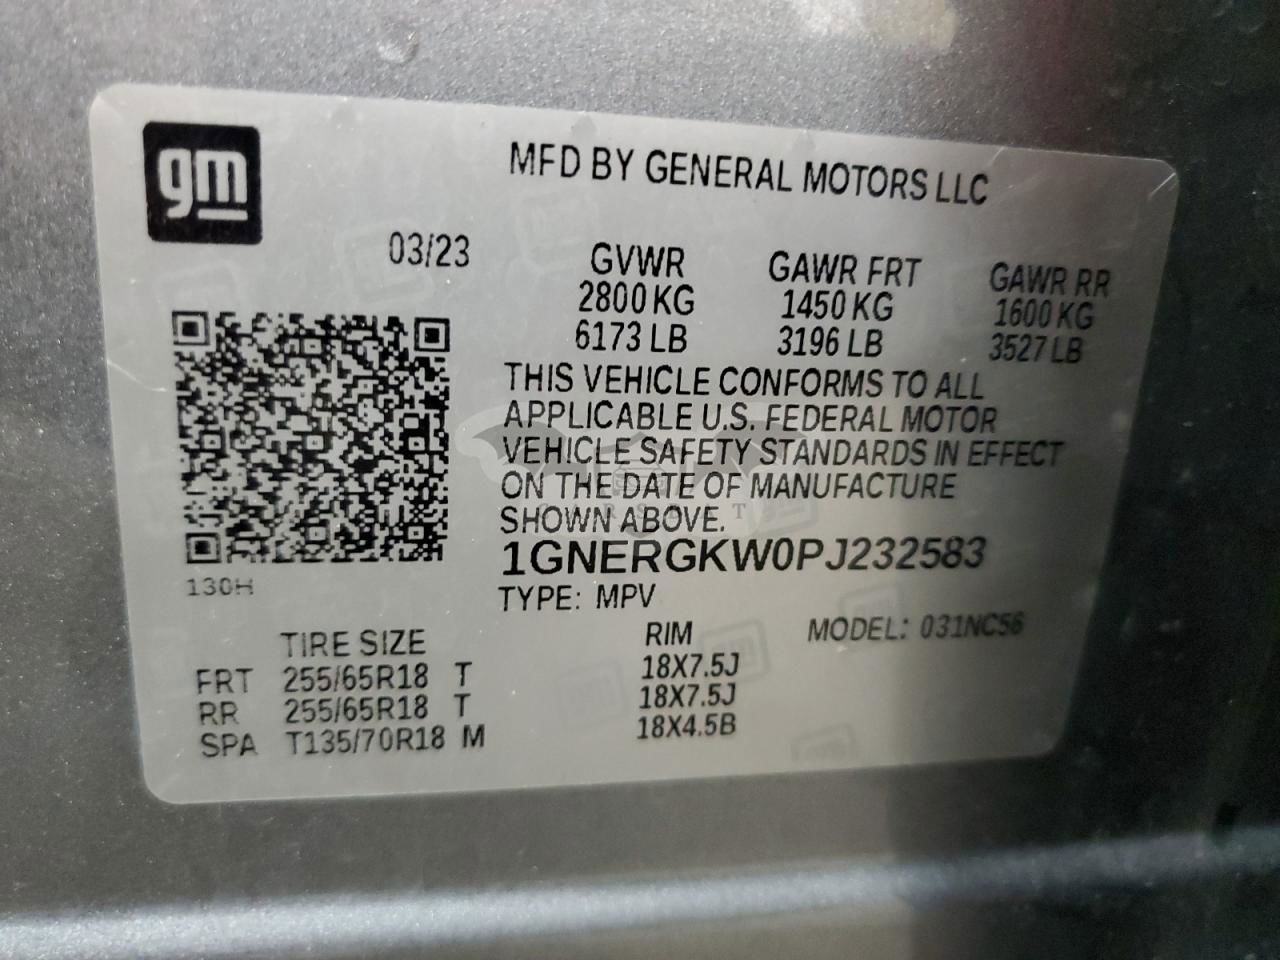 gm
MFD BY GENERAL MOTORS LLC
03/23
GVWR GAWR FRT GAWR RR
2800 KG 1450 KG 1600 KG
6173 LB 3196 LB 3527 LB
THIS VEHICLE CONFORMS TO ALL
APPLICABLE U.S. FEDERAL MOTOR
VEHICLE SAFETY STANDARDS IN EFFECT
ON THE DATE OF MANUFACTURE
SHOWN ABOVE.
1GNERGKW0PJ232583
130H
TYPE: MPV
MODEL: 031NC56
TIRE SIZE RIM
FRT 255/65R18 T 18X7.5J
RR 255/65R18 T 18X7.5J
SPA T135/70R18 M 18X4.5B